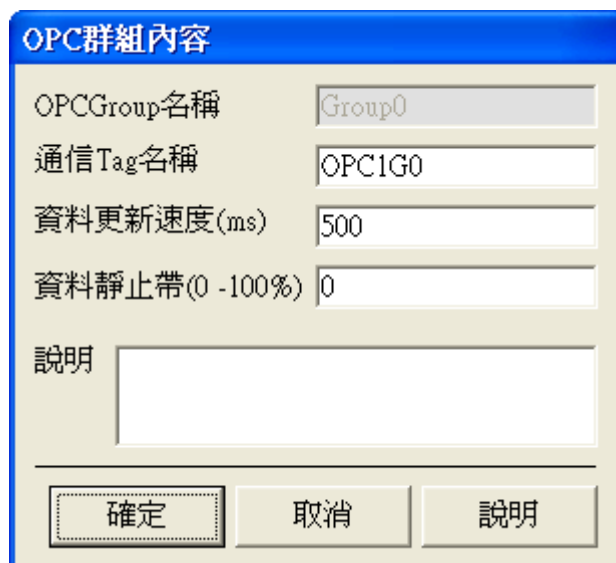 OPC群組內容
OPCGroup名稱 Group0
通信Tag名稱 OPC1G0
資料更新速度(ms) 500
資料靜止帶(0 -100%) 0
說明
確定 取消 說明